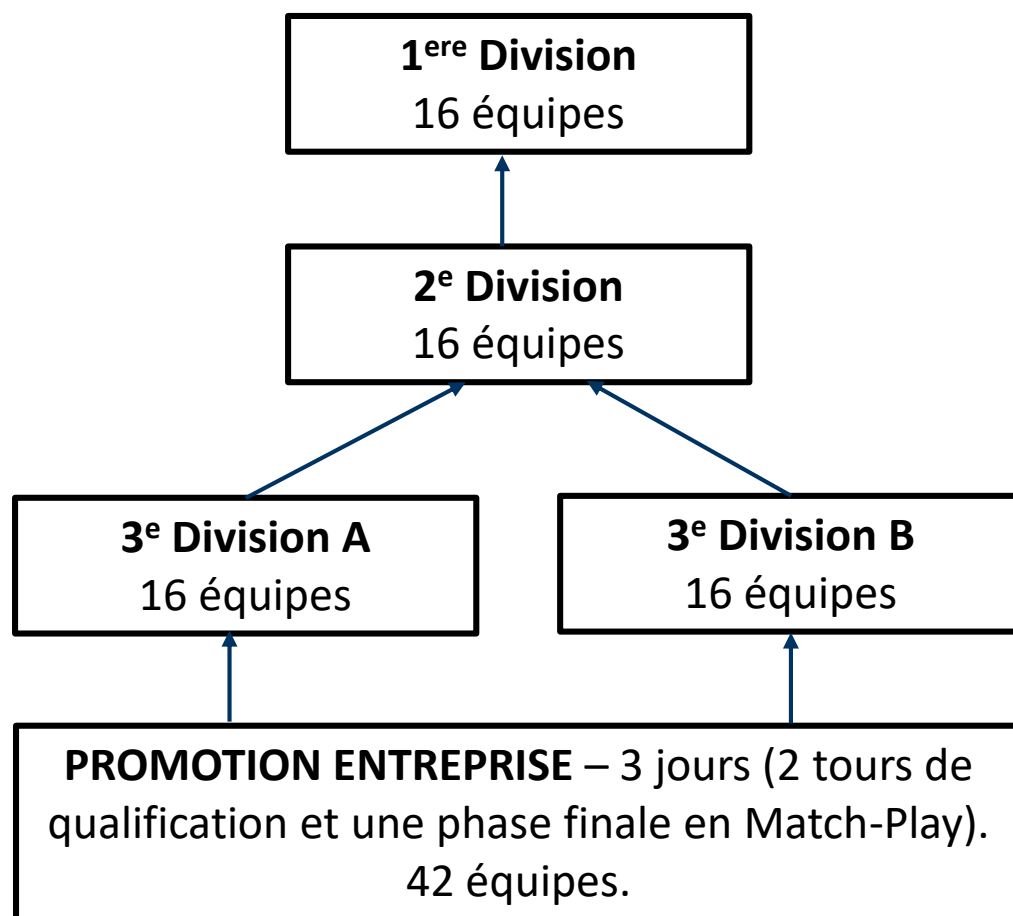 1ere Division
16 équipes
2e Division
16 équipes
3e Division A
16 équipes
3e Division B
16 équipes
PROMOTION ENTREPRISE – 3 jours (2 tours de
qualification et une phase finale en Match-Play).
42 équipes.